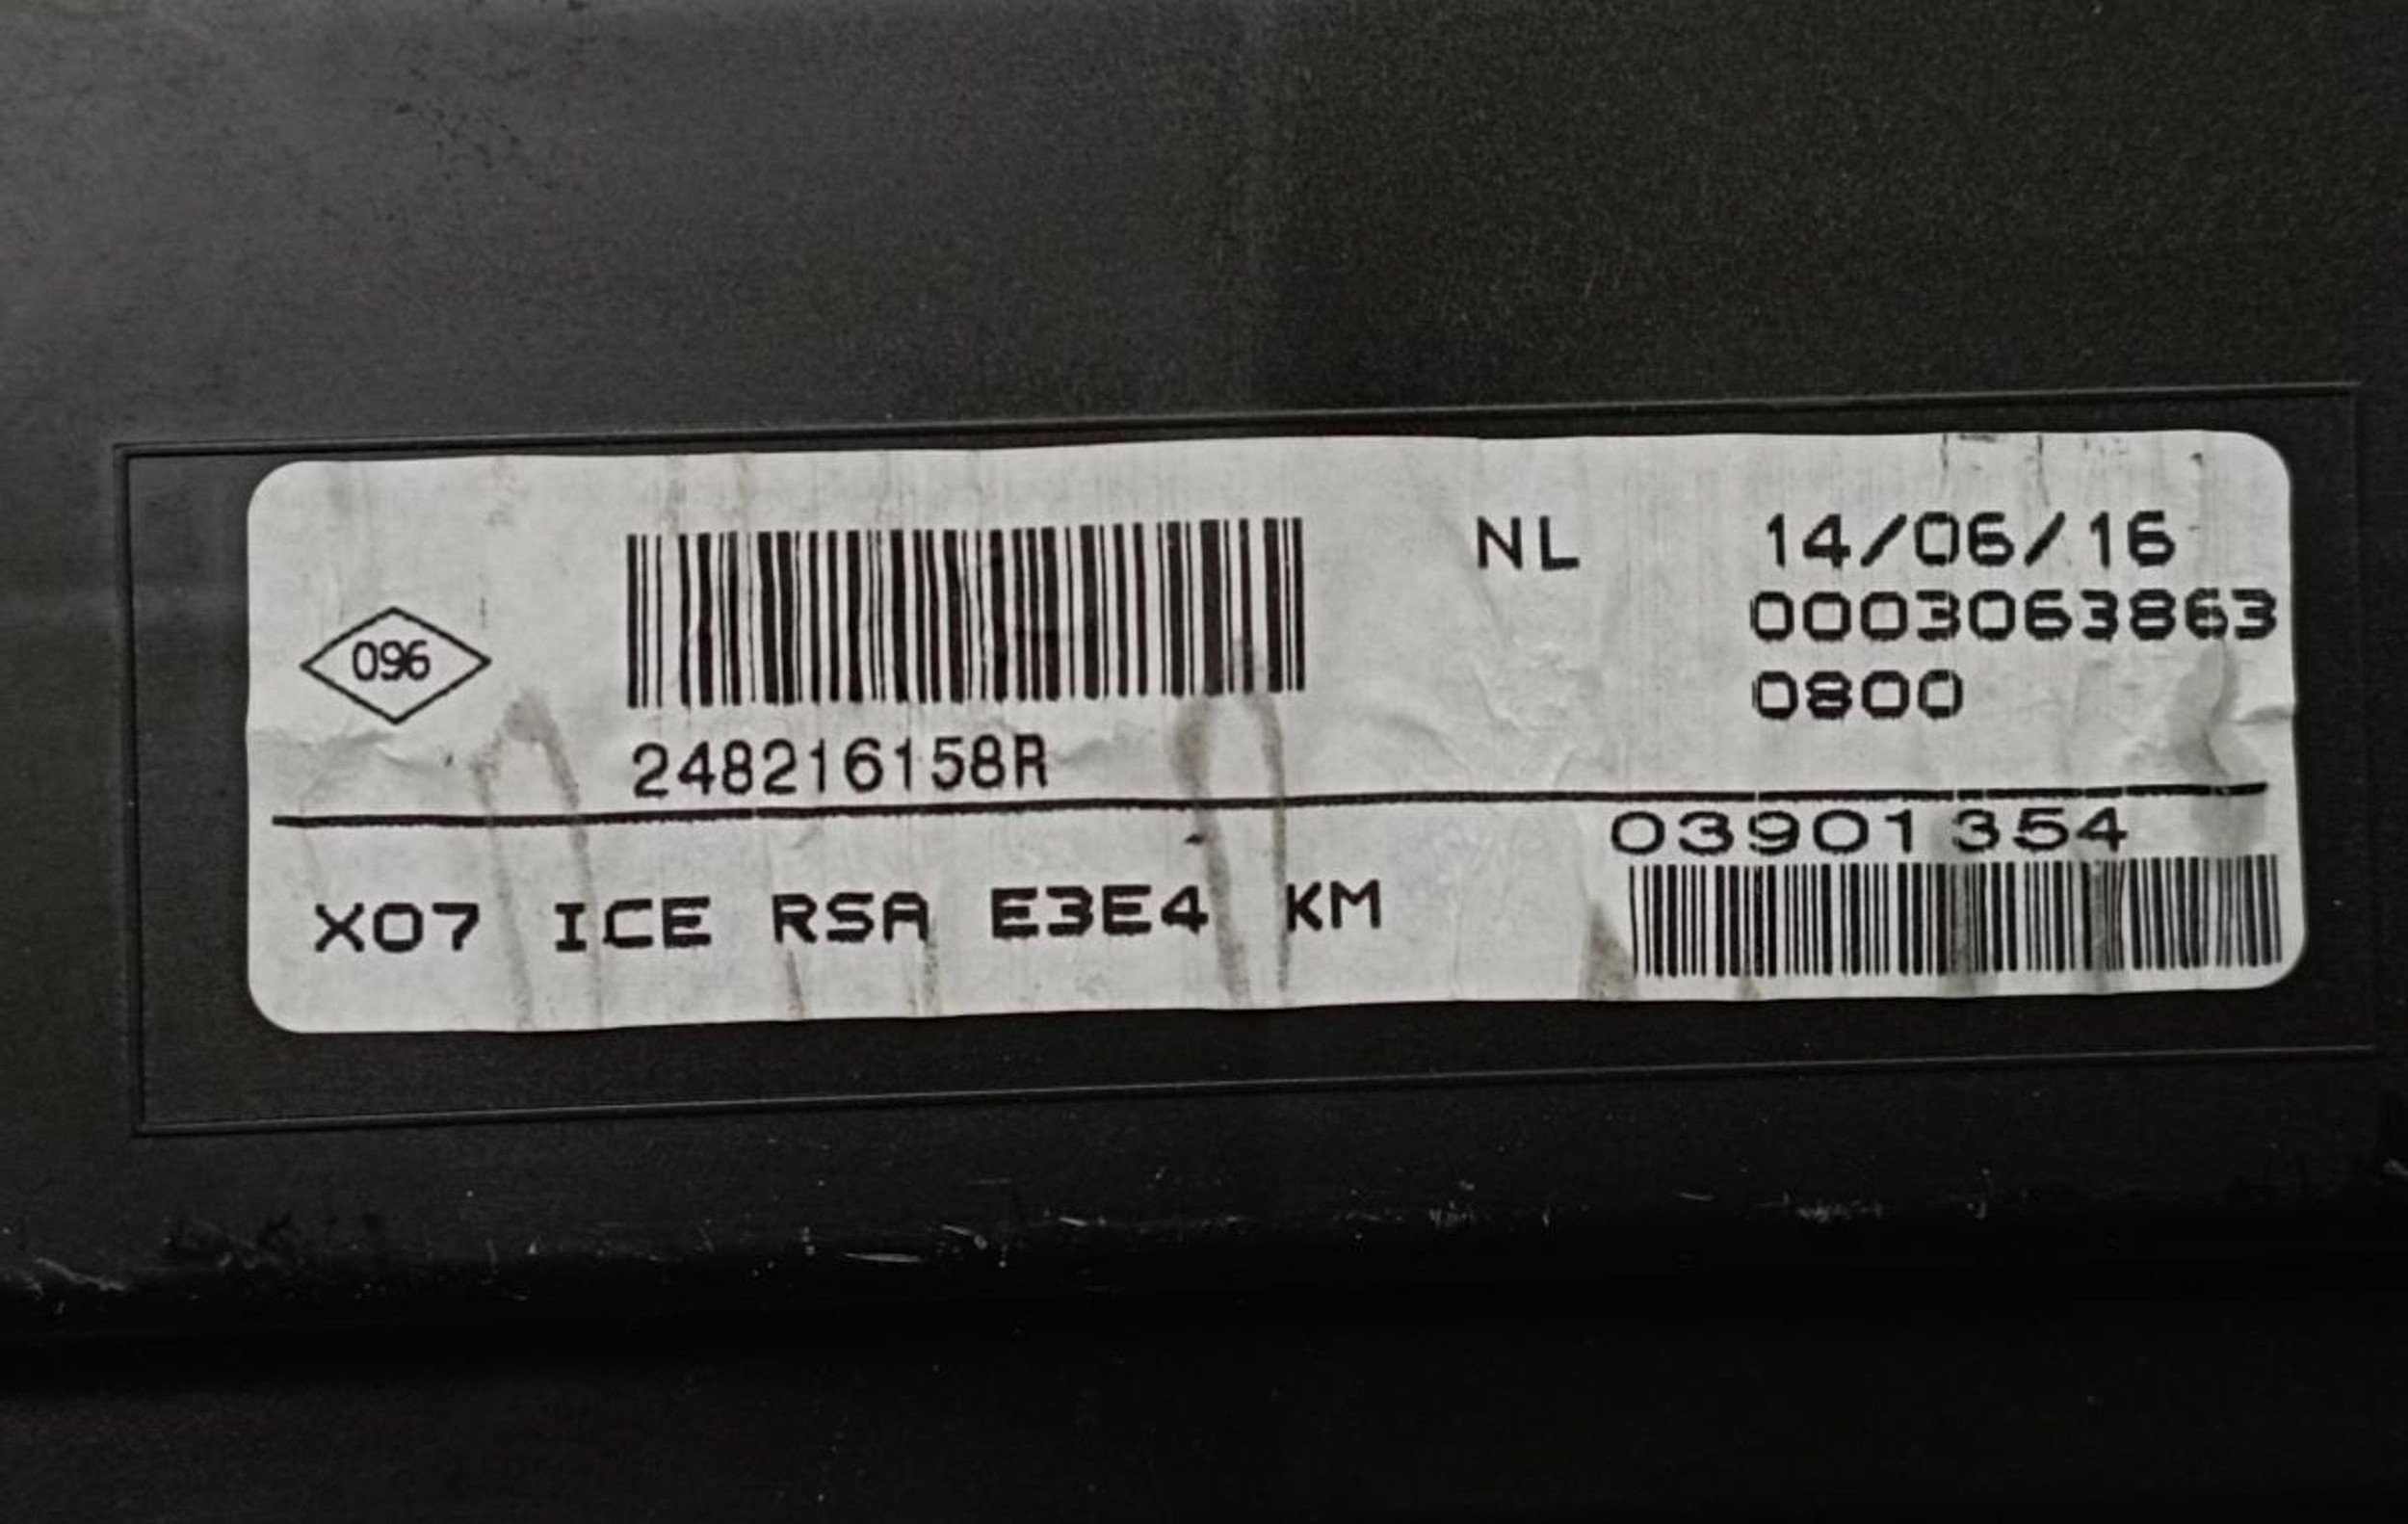 NL 14/06/16
0003063863
096
0800
248216158R
03901354
X07 ICE RSA E3E4 KM